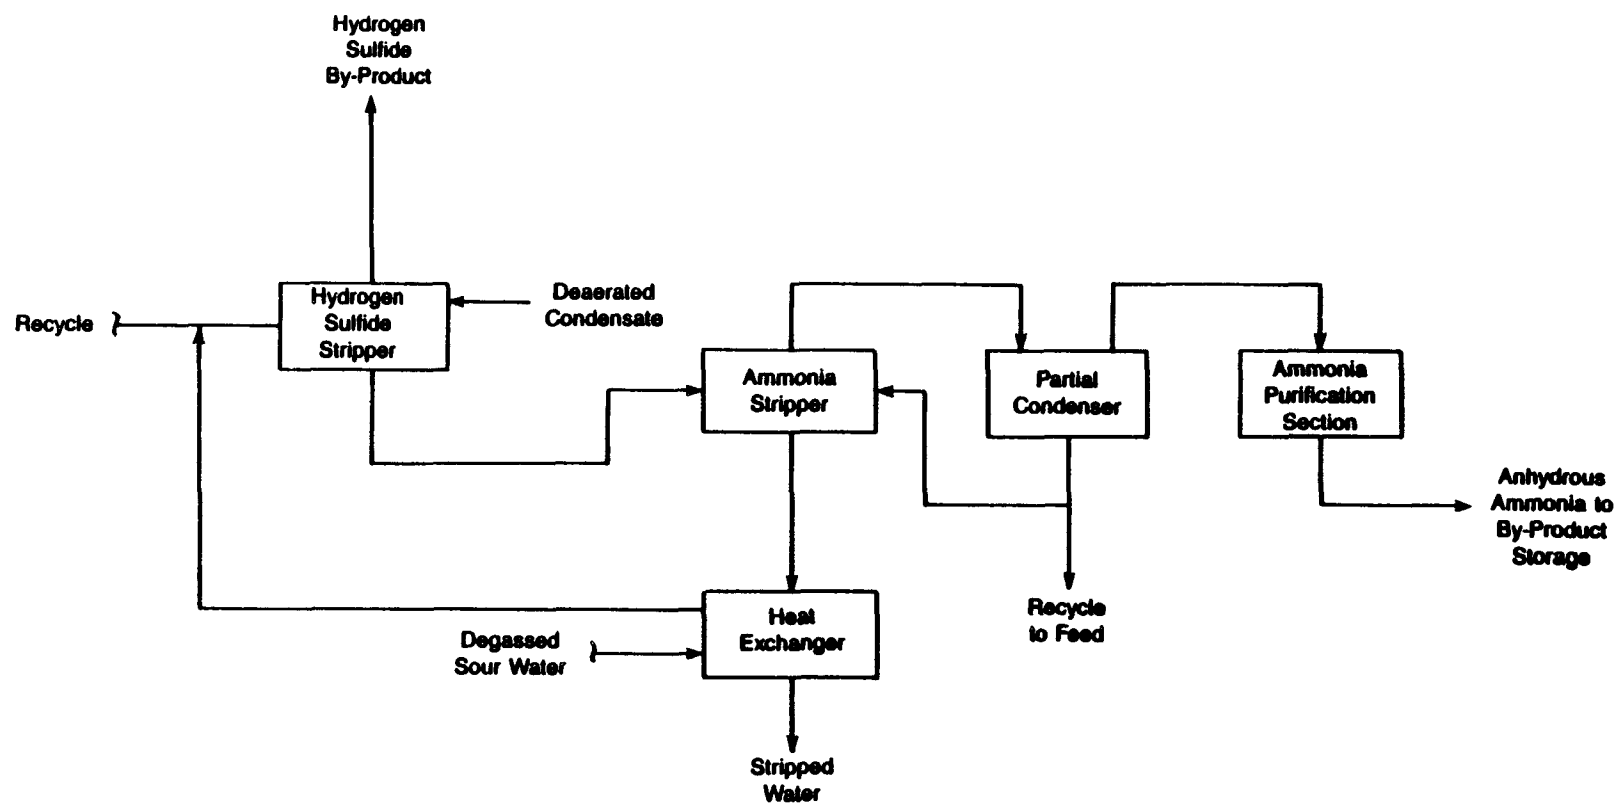 Hydrogen
Sulfide
By-Product
Recycle
Hydrogen
Sulfide
Stripper
Deaerated
Condensate
Ammonia
Stripper
Partial
Condenser
Ammonia
Purification
Section
Anhydrous
Ammonia to
By-Product
Storage
Recycle
to Feed
Heat
Exchanger
Degassed
Sour Water
Stripped
Water